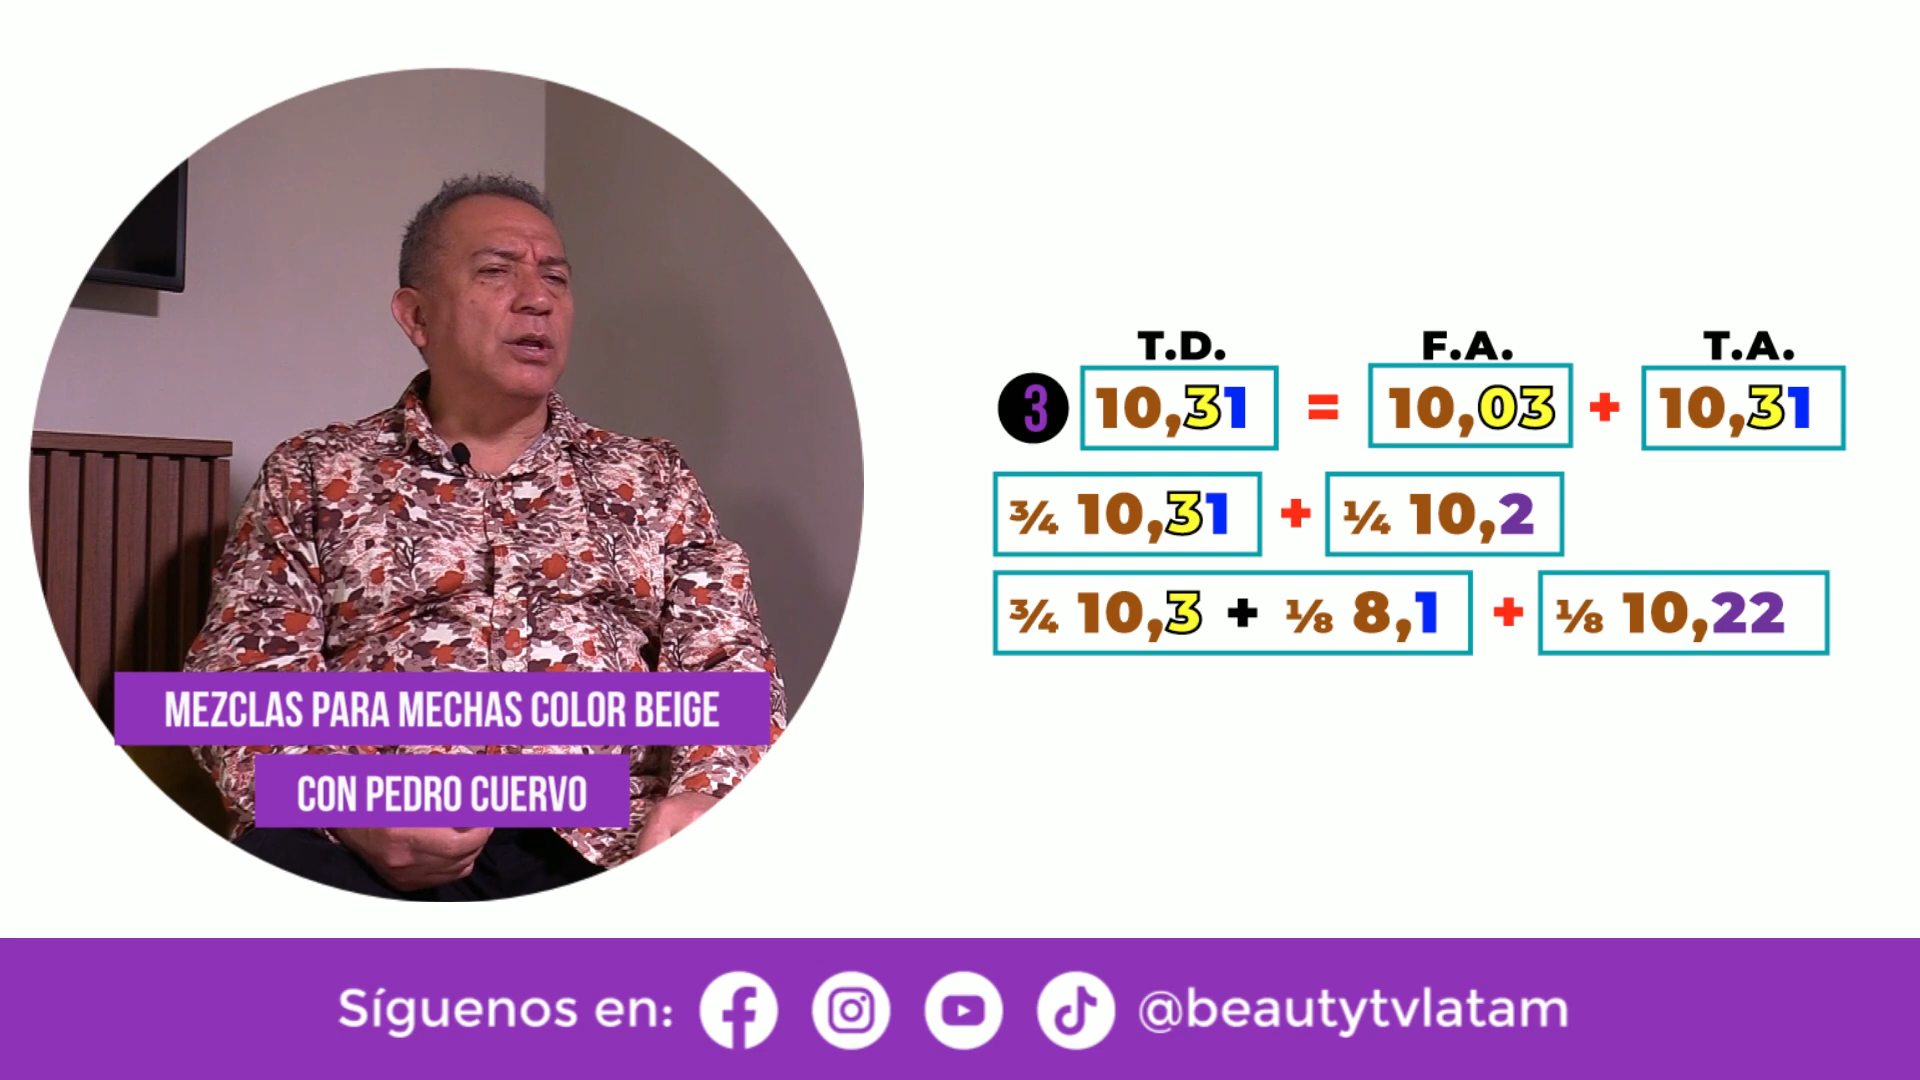 T.D. F.A. T.A.
3 10,31 = 10,03 + 10,31
¾ 10,31 + ¼ 10,2
¾ 10,3 + ⅛ 8,1 + ⅛ 10,22
MEZCLAS PARA MECHAS COLOR BEIGE
CON PEDRO CUERVO
Síguenos en: @beautytvlatam